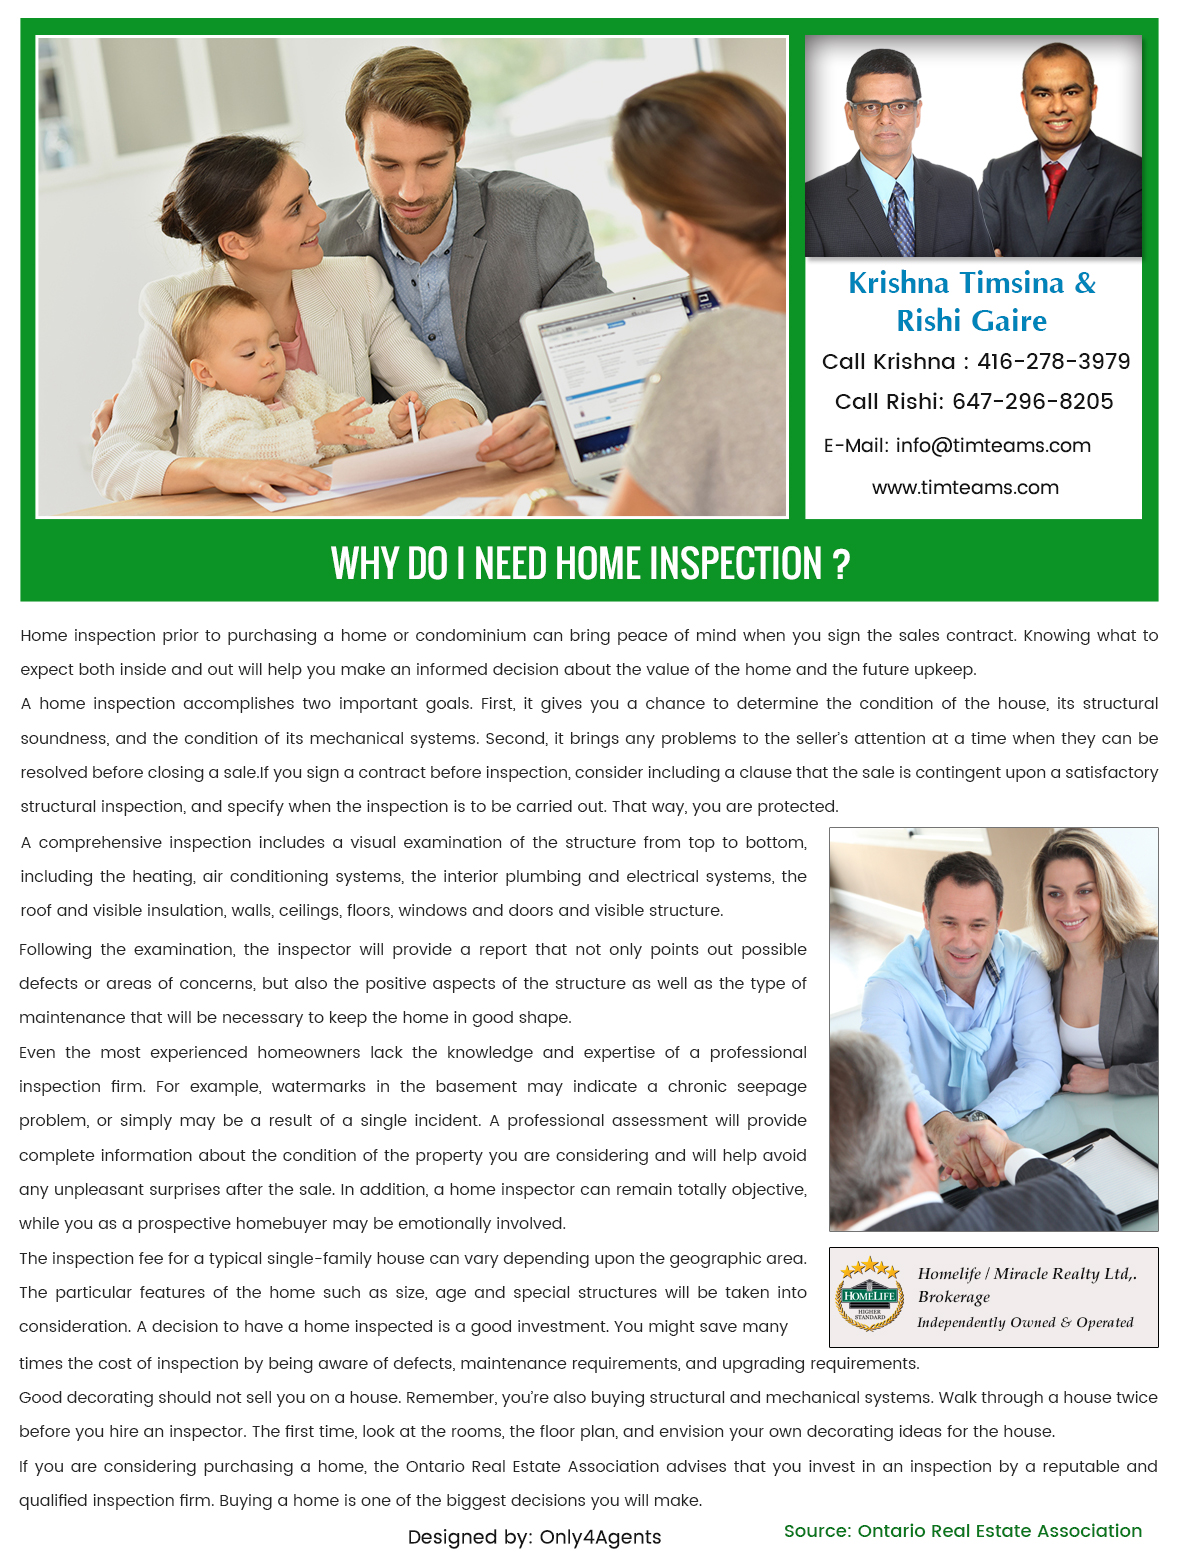 Krishna Timsina &
Rishi Gaire
Call Krishna : 416-278-3979
Call Rishi: 647-296-8205
E-Mail: info@timteams.com
www.timteams.com
WHY DO I NEED HOME INSPECTION ?
Home inspection prior to purchasing a home or condominium can bring peace of mind when you sign the sales contract. Knowing what to
expect both inside and out will help you make an informed decision about the value of the home and the future upkeep.
A home inspection accomplishes two important goals. First, it gives you a chance to determine the condition of the house, its structural
soundness, and the condition of its mechanical systems. Second, it brings any problems to the seller's attention at a time when they can be
resolved before closing a sale.If you sign a contract before inspection, consider including a clause that the sale is contingent upon a satisfactory
structural inspection, and specify when the inspection is to be carried out. That way, you are protected.
A comprehensive inspection includes a visual examination of the structure from top to bottom,
including the heating, air conditioning systems, the interior plumbing and electrical systems, the
roof and visible insulation, walls, ceilings, floors, windows and doors and visible structure.
Following the examination, the inspector will provide a report that not only points out possible
defects or areas of concerns, but also the positive aspects of the structure as well as the type of
maintenance that will be necessary to keep the home in good shape.
Even the most experienced homeowners lack the knowledge and expertise of a professional
inspection firm. For example, watermarks in the basement may indicate a chronic seepage
problem, or simply may be a result of a single incident. A professional assessment will provide
complete information about the condition of the property you are considering and will help avoid
any unpleasant surprises after the sale. In addition, a home inspector can remain totally objective,
while you as a prospective homebuyer may be emotionally involved.
The inspection fee for a typical single-family house can vary depending upon the geographic area.
The particular features of the home such as size, age and special structures will be taken into
consideration. A decision to have a home inspected is a good investment. You might save many
times the cost of inspection by being aware of defects, maintenance requirements, and upgrading requirements.
HOMELIFE
HIGHER
STANDARD
Homelife / Miracle Realty Ltd,.
Brokerage
Independently Owned & Operated
Good decorating should not sell you on a house. Remember, you're also buying structural and mechanical systems. Walk through a house twice
before you hire an inspector. The first time, look at the rooms, the floor plan, and envision your own decorating ideas for the house.
If you are considering purchasing a home, the Ontario Real Estate Association advises that you invest in an inspection by a reputable and
qualified inspection firm. Buying a home is one of the biggest decisions you will make.
Designed by: Only4Agents
Source: Ontario Real Estate Association